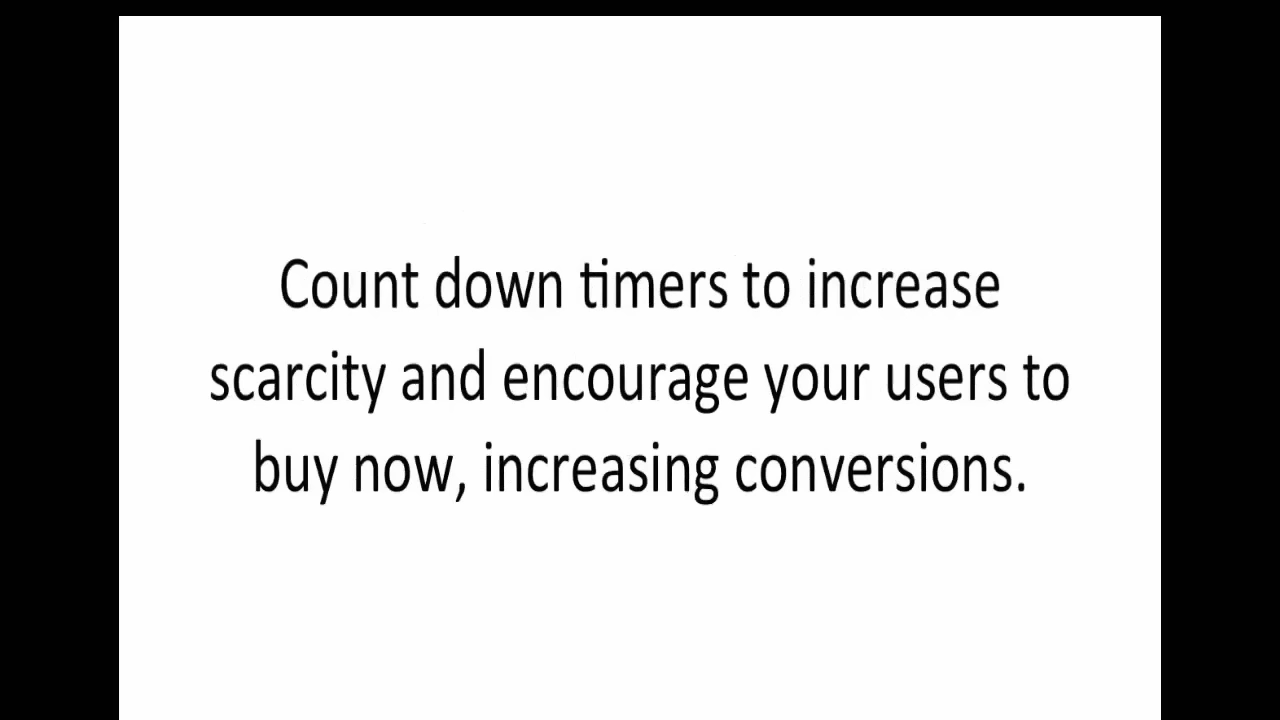 Count down timers to increase
scarcity and encourage your users to
buy now, increasing conversions.